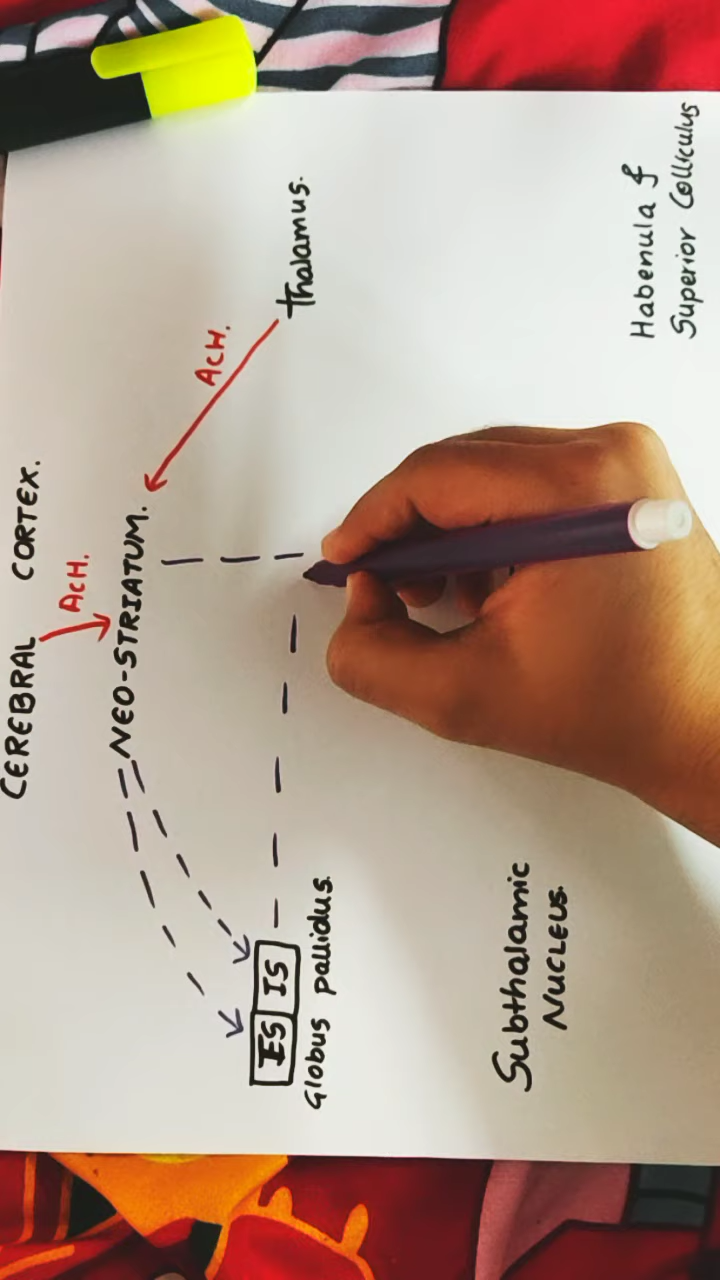 CEREBRAL CORTEX.
AcH.
NEO-STRIATUM.
AcH.
Thalamus.
ES IS
Globus pallidus.
Subthalamic
NUCLEUS.
Habenula &
Superior Colliculus